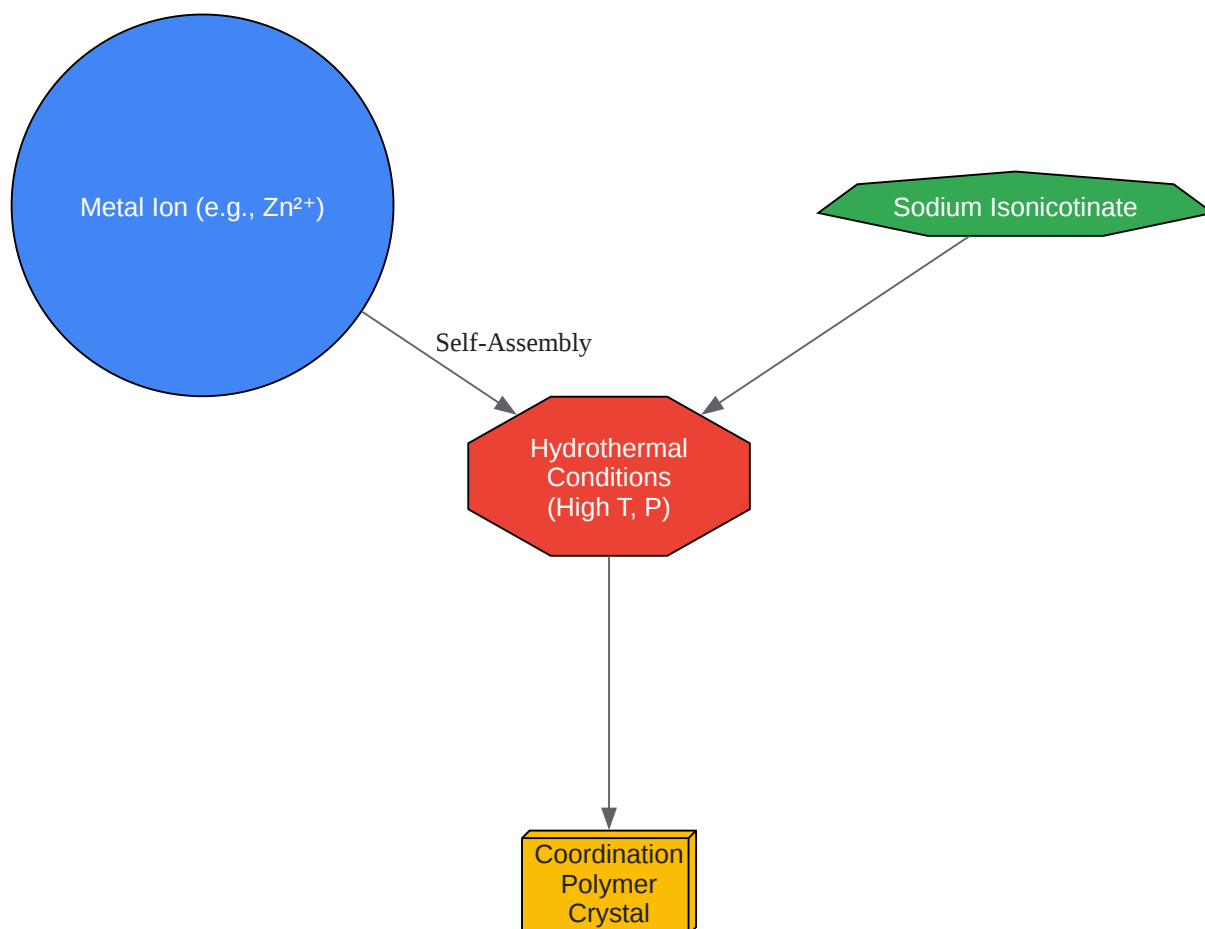 Metal Ion (e.g., Zn²⁺)
Sodium Isonicotinate
Self-Assembly
Hydrothermal
Conditions
(High T, P)
Coordination
Polymer
Crystal